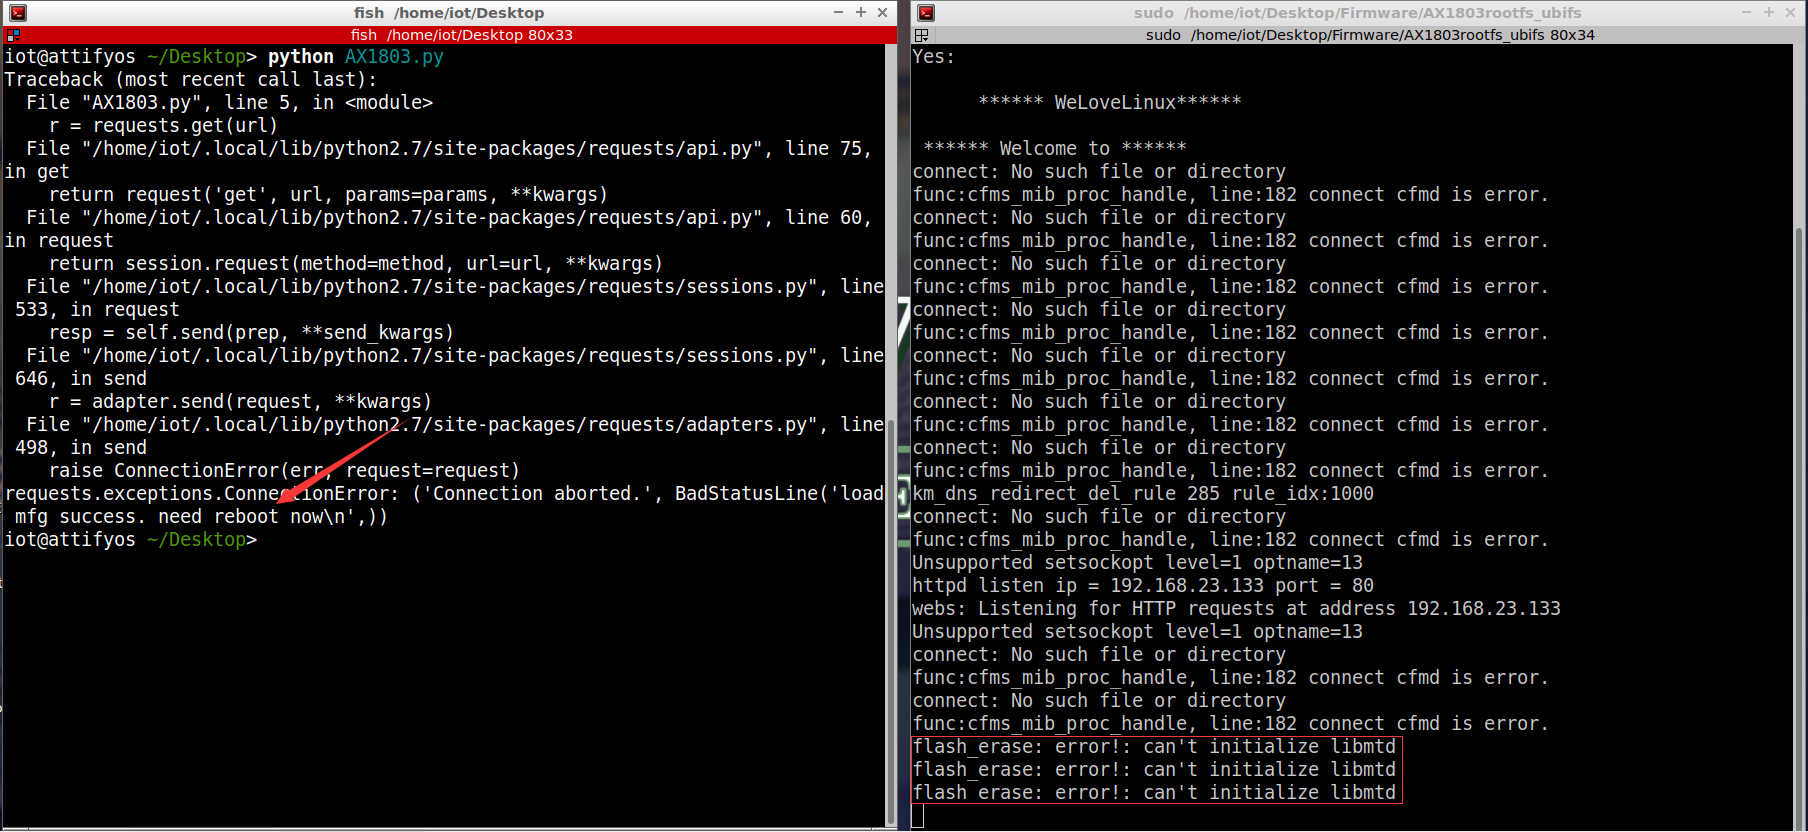 fish /home/iot/Desktop
fish /home/iot/Desktop 80x33
iot@attifyos ~/Desktop> python AX1803.py
Traceback (most recent call last):
  File "AX1803.py", line 5, in <module>
    r = requests.get(url)
  File "/home/iot/.local/lib/python2.7/site-packages/requests/api.py", line 75,
in get
    return request('get', url, params=params, **kwargs)
  File "/home/iot/.local/lib/python2.7/site-packages/requests/api.py", line 60,
in request
    return session.request(method=method, url=url, **kwargs)
  File "/home/iot/.local/lib/python2.7/site-packages/requests/sessions.py", line
 533, in request
    resp = self.send(prep, **send_kwargs)
  File "/home/iot/.local/lib/python2.7/site-packages/requests/sessions.py", line
 646, in send
    r = adapter.send(request, **kwargs)
  File "/home/iot/.local/lib/python2.7/site-packages/requests/adapters.py", line
 498, in send
    raise ConnectionError(err, request=request)
requests.exceptions.ConnectionError: ('Connection aborted.', BadStatusLine('load
 mfg success. need reboot now\n',))
iot@attifyos ~/Desktop>
sudo /home/iot/Desktop/Firmware/AX1803rootfs_ubifs
sudo /home/iot/Desktop/Firmware/AX1803rootfs_ubifs 80x34
Yes:
****** WeLoveLinux******
****** Welcome to ******
connect: No such file or directory
func:cfms_mib_proc_handle, line:182 connect cfmd is error.
connect: No such file or directory
func:cfms_mib_proc_handle, line:182 connect cfmd is error.
connect: No such file or directory
func:cfms_mib_proc_handle, line:182 connect cfmd is error.
connect: No such file or directory
func:cfms_mib_proc_handle, line:182 connect cfmd is error.
connect: No such file or directory
func:cfms_mib_proc_handle, line:182 connect cfmd is error.
connect: No such file or directory
func:cfms_mib_proc_handle, line:182 connect cfmd is error.
connect: No such file or directory
func:cfms_mib_proc_handle, line:182 connect cfmd is error.
km_dns_redirect_del_rule 285 rule_idx:1000
connect: No such file or directory
func:cfms_mib_proc_handle, line:182 connect cfmd is error.
Unsupported setsockopt level=1 optname=13
httpd listen ip = 192.168.23.133 port = 80
webs: Listening for HTTP requests at address 192.168.23.133
Unsupported setsockopt level=1 optname=13
connect: No such file or directory
func:cfms_mib_proc_handle, line:182 connect cfmd is error.
connect: No such file or directory
func:cfms_mib_proc_handle, line:182 connect cfmd is error.
flash_erase: error!: can't initialize libmtd
flash_erase: error!: can't initialize libmtd
flash_erase: error!: can't initialize libmtd